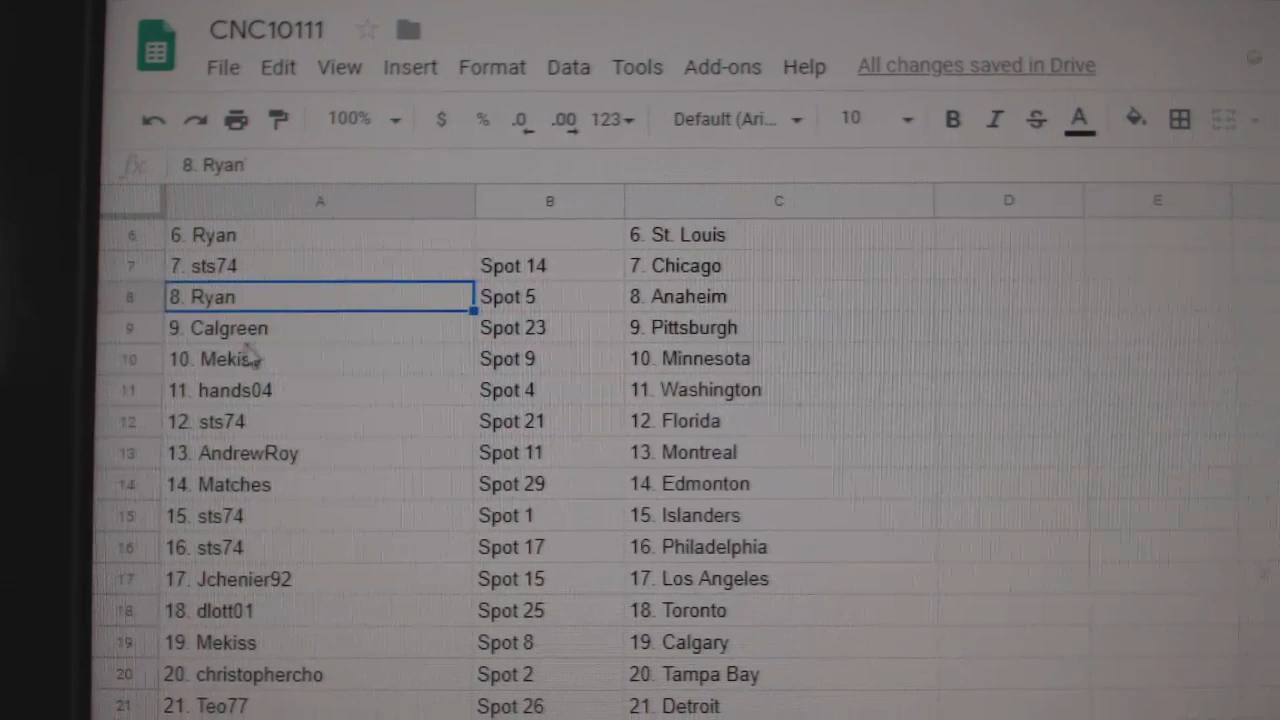 CNC10111
File Edit View Insert Format Data Tools Add-ons Help All changes saved in Drive
100% $ % .0 .00 123 Default (Ari... 10 B I S A
fx 8. Ryan
A B C D E
6 6. Ryan 6. St. Louis
7 7. sts74 Spot 14 7. Chicago
8 8. Ryan Spot 5 8. Anaheim
9 9. Calgreen Spot 23 9. Pittsburgh
10 10. Mekiss Spot 9 10. Minnesota
11 11. hands04 Spot 4 11. Washington
12 12. sts74 Spot 21 12. Florida
13 13. AndrewRoy Spot 11 13. Montreal
14 14. Matches Spot 29 14. Edmonton
15 15. sts74 Spot 1 15. Islanders
16 16. sts74 Spot 17 16. Philadelphia
17 17. Jchenier92 Spot 15 17. Los Angeles
18 18. dlott01 Spot 25 18. Toronto
19 19. Mekiss Spot 8 19. Calgary
20 20. christophercho Spot 2 20. Tampa Bay
21 21. Teo77 Spot 26 21. Detroit